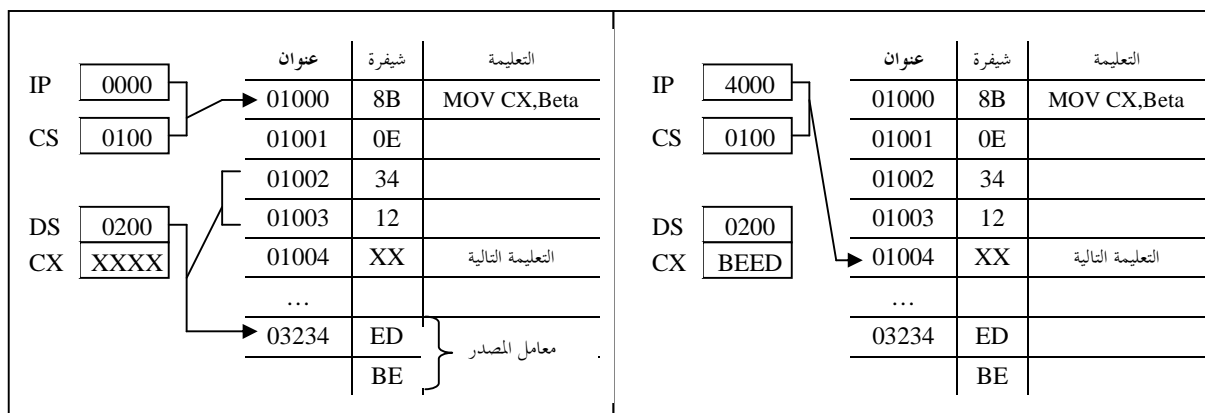 عنوان شيفرة التعليمة
IP 0000 01000 8B MOV CX,Beta
CS 0100 01001 0E
01002 34
DS 0200 01003 12
CX XXXX 01004 XX التعليمة التالية
…
03234 ED معامل المصدر
BE
عنوان شيفرة التعليمة
IP 4000 01000 8B MOV CX,Beta
CS 0100 01001 0E
01002 34
DS 0200 01003 12
CX BEED 01004 XX التعليمة التالية
…
03234 ED
BE